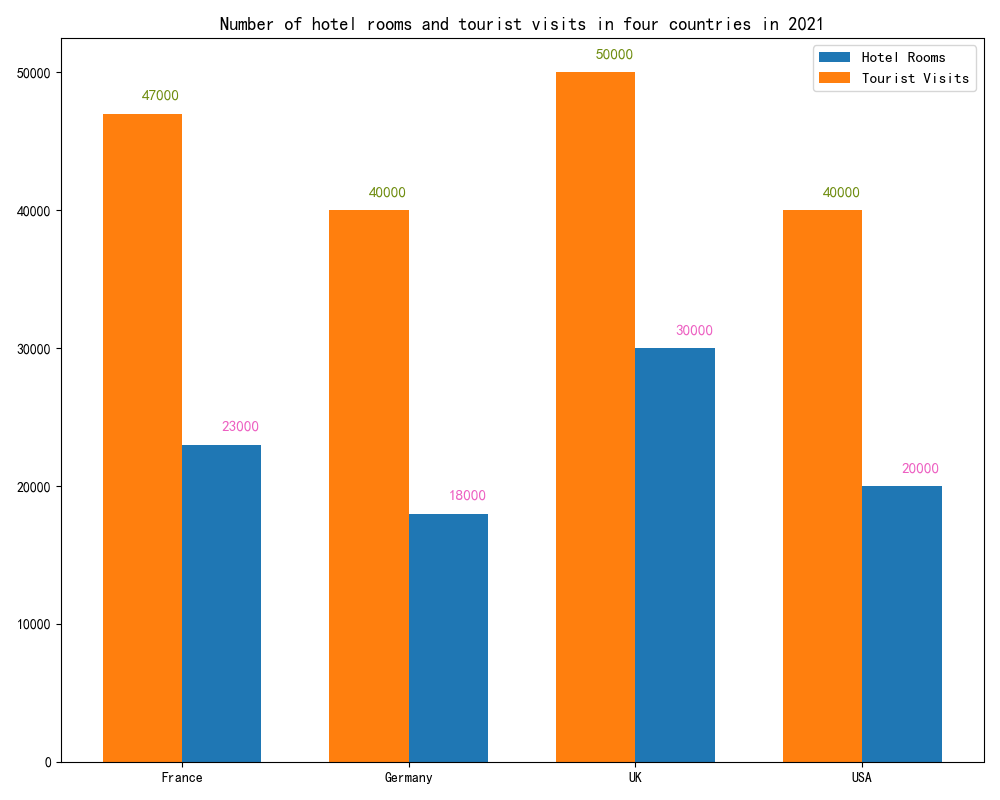 Number of hotel rooms and tourist visits in four countries in 2021
Hotel Rooms
Tourist Visits
50000
40000
30000
20000
10000
0
47000
23000
40000
18000
50000
30000
40000
20000
France
Germany
UK
USA